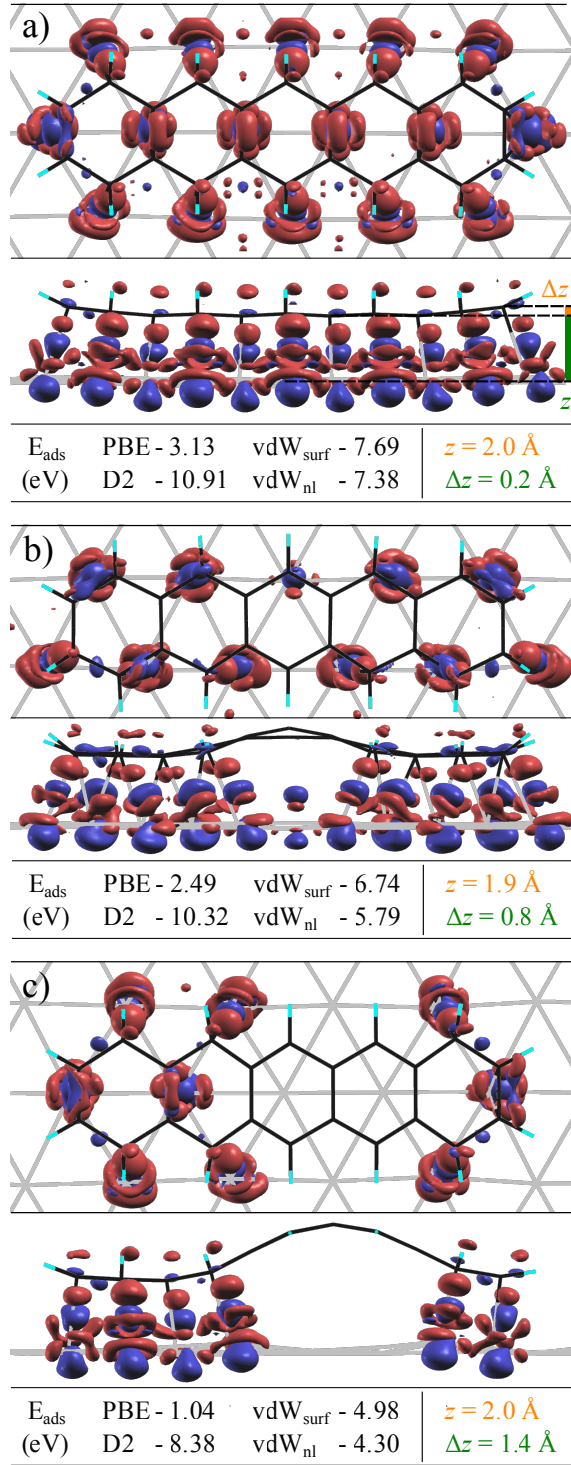 a)
Δz
z
E_ads PBE - 3.13 vdW_surf - 7.69 z = 2.0 Å
(eV) D2 - 10.91 vdW_nl - 7.38 Δz = 0.2 Å
b)
E_ads PBE - 2.49 vdW_surf - 6.74 z = 1.9 Å
(eV) D2 - 10.32 vdW_nl - 5.79 Δz = 0.8 Å
c)
E_ads PBE - 1.04 vdW_surf - 4.98 z = 2.0 Å
(eV) D2 - 8.38 vdW_nl - 4.30 Δz = 1.4 Å